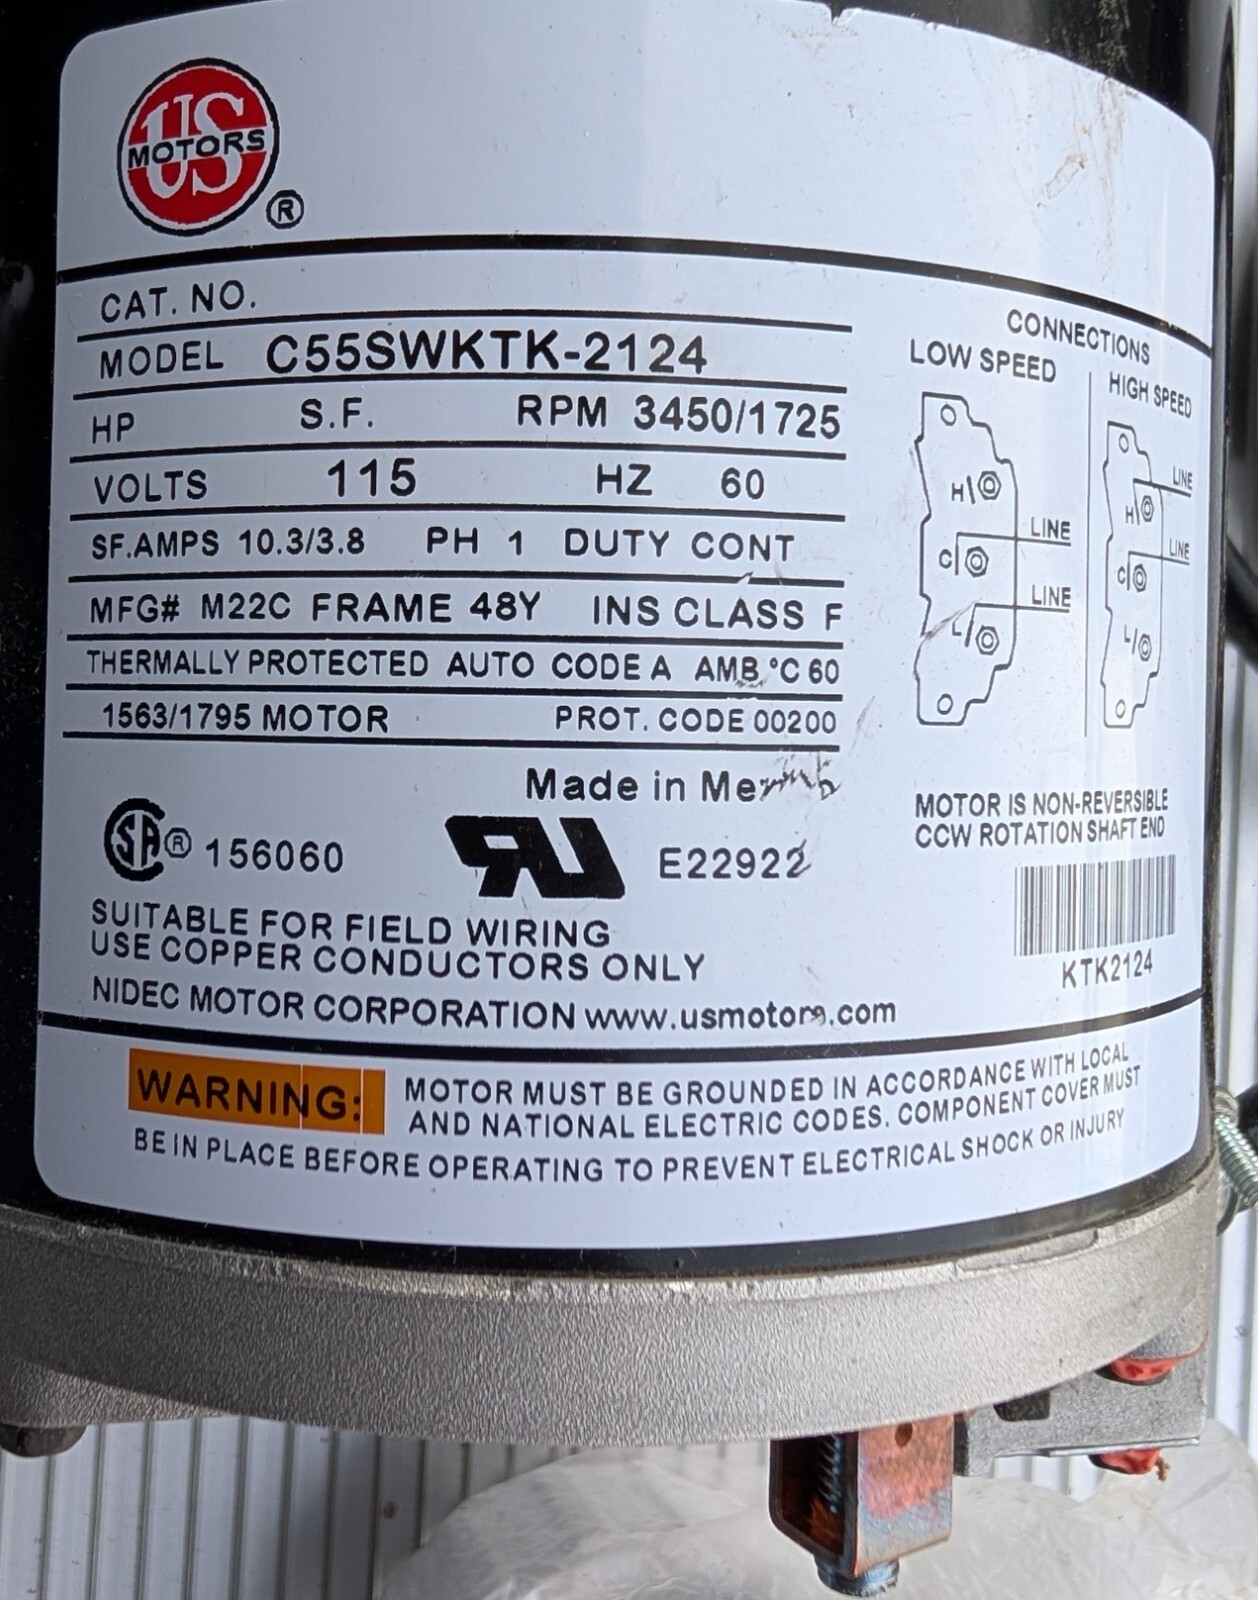 US
MOTORS
®
CAT. NO.
MODEL C55SWKTK-2124
HP S.F. RPM 3450/1725
VOLTS 115 HZ 60
SF.AMPS 10.3/3.8 PH 1 DUTY CONT
MFG# M22C FRAME 48Y INS CLASS F
THERMALLY PROTECTED AUTO CODE A AMB °C 60
1563/1795 MOTOR PROT. CODE 00200
Made in
SA ® 156060 RU E22922
SUITABLE FOR FIELD WIRING
USE COPPER CONDUCTORS ONLY
NIDEC MOTOR CORPORATION www.usmotors.com
CONNECTIONS
LOW SPEED
H
C LINE
L LINE
HIGH SPEED
H LINE
C LINE
L
MOTOR IS NON-REVERSIBLE
CCW ROTATION SHAFT END
KTK2124
WARNING: MOTOR MUST BE GROUNDED IN ACCORDANCE WITH LOCAL
AND NATIONAL ELECTRIC CODES. COMPONENT COVER MUST
BE IN PLACE BEFORE OPERATING TO PREVENT ELECTRICAL SHOCK OR INJURY